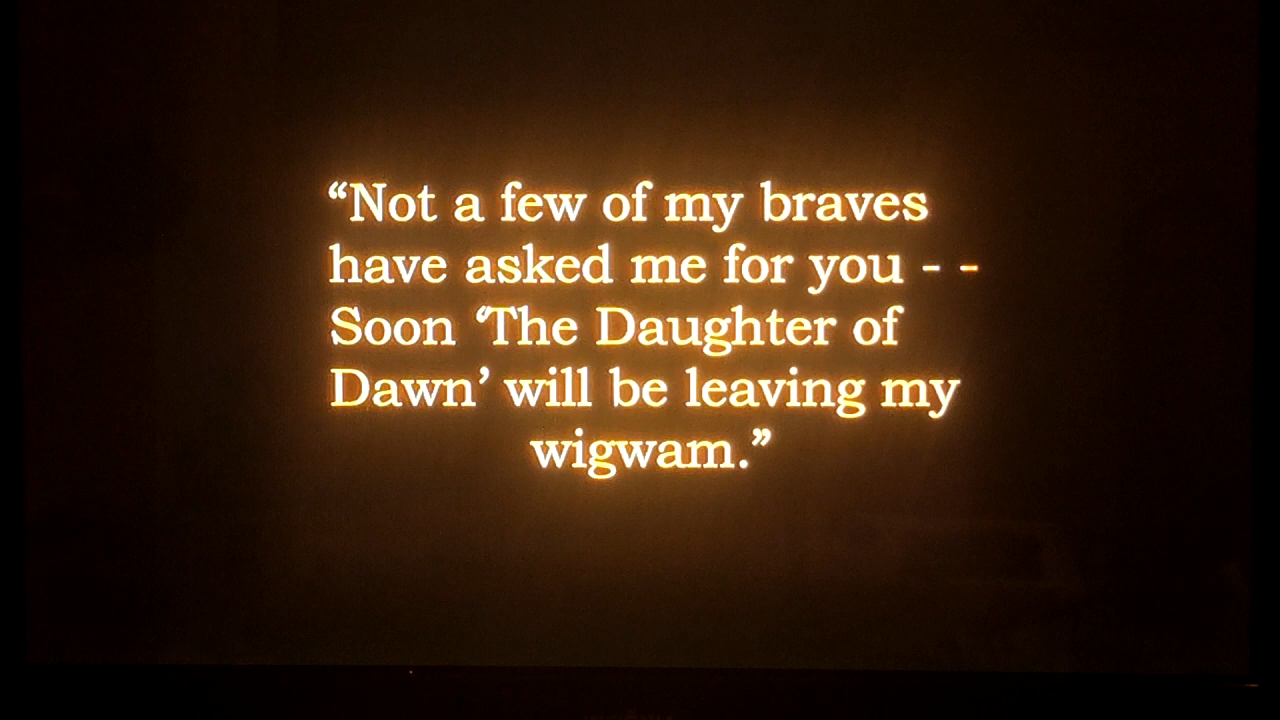 “Not a few of my braves
have asked me for you - -
Soon ‘The Daughter of
Dawn’ will be leaving my
wigwam.”